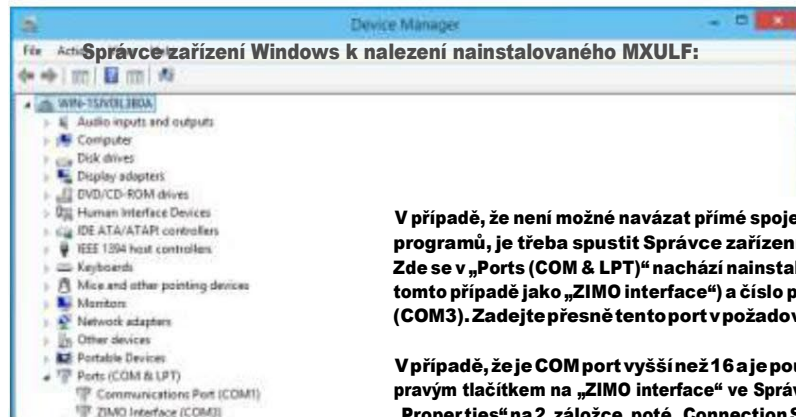 Device Manager
File
Správce zařízení Windows k nalezení nainstalovaného MXULF:
Audio inputs and outputs
Computer
Disk drives
Display adapters
DVD/CD-ROM drives
Human Interface Devices
IDE ATA/ATAPI controllers
IEEE 1394 host controllers
Keyboards
Mice and other pointing devices
Monitors
Network adapters
Other devices
Portable Devices
Ports (COM & LPT)
Communications Port (COM1)
ZIMO Interface (COM3)
V případě, že není možné navázat přímé spoje
programů, je třeba spustit Správce zařízen
Zde se v „Ports (COM & LPT)“ nachází nainstal
tomto případě jako „ZIMO interface“) a číslo p
(COM3). Zadejte přesně tento port v požadov
V případě, že je COM port vyšší než 16 a je pou
pravým tlačítkem na „ZIMO interface“ ve Sprá
„Properties“ na 2. záložce, poté „Connection S